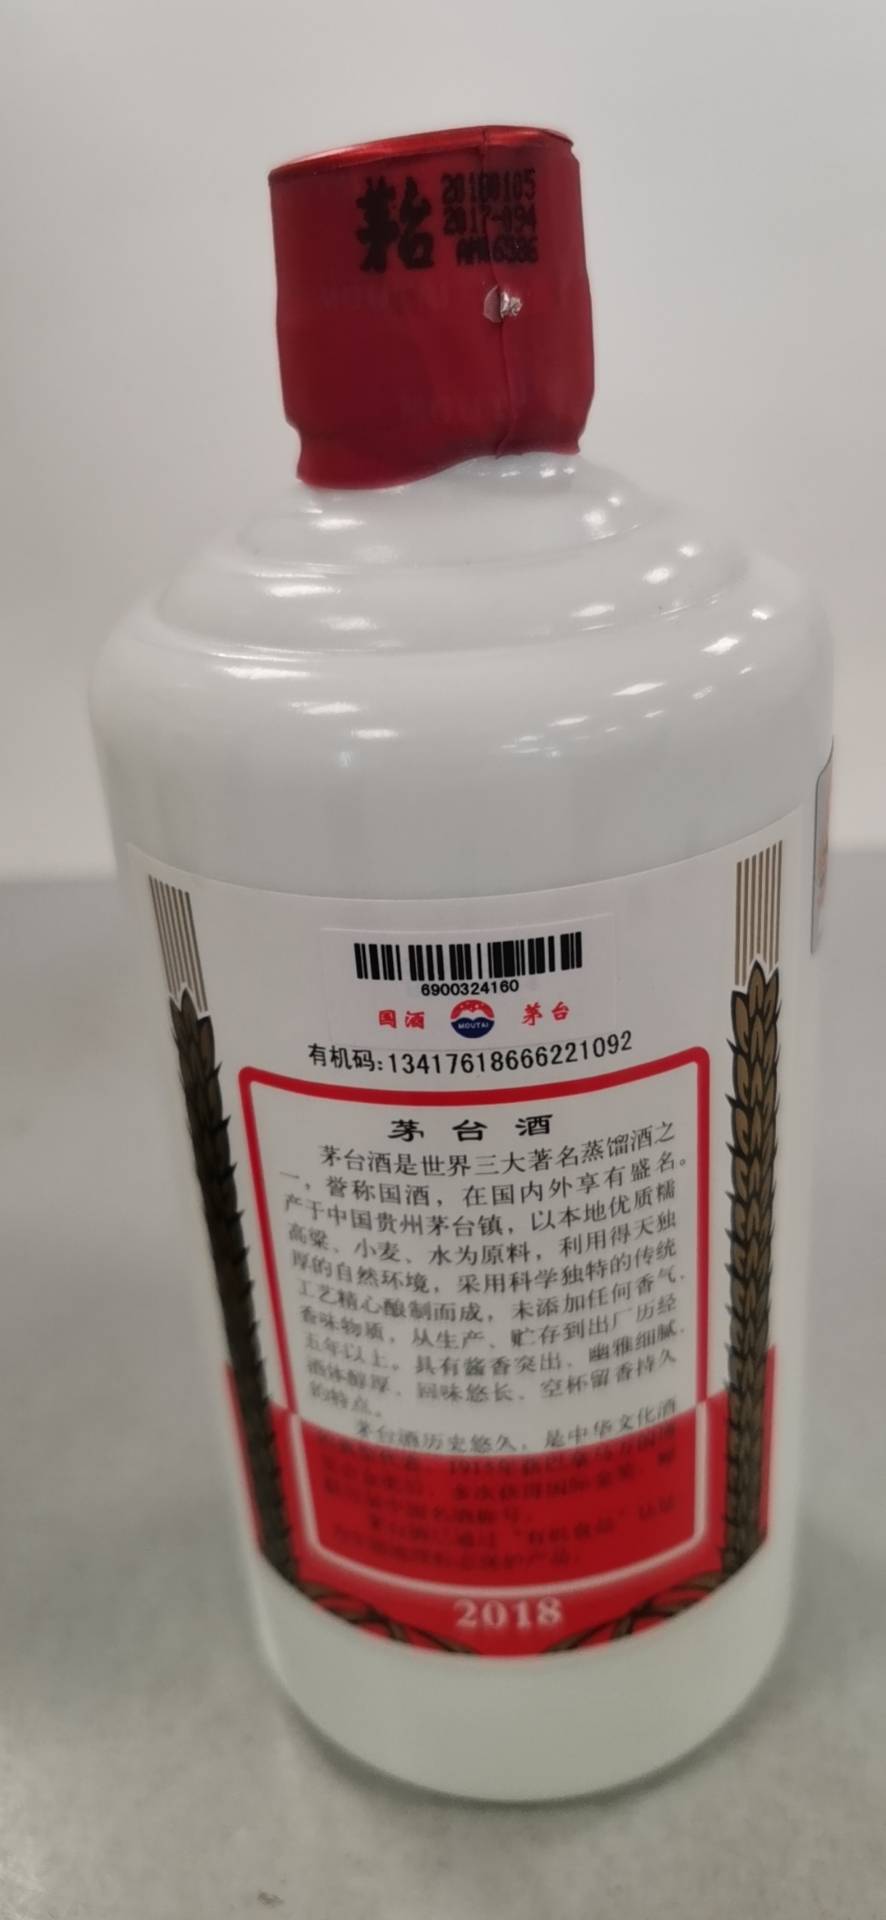 茅台
20180105
2017-094
6900324160
国酒
MOUTAI
茅台
有机码:13417618666221092
茅台酒
茅台酒是世界三大著名蒸馏酒之
一，誉称国酒，在国内外享有盛名。
产于中国贵州茅台镇，以本地优质糯
高粱、小麦、水为原料，利用得天独
厚的自然环境，采用科学独特的传统
工艺精心酿制而成，未添加任何香气、
香味物质，从生产、贮存到出厂历经
五年以上。具有酱香突出、幽雅细腻、
酒体醇厚、回味悠长、空杯留香持久
的特点。
茅台酒历史悠久，是中华文化酒
2018